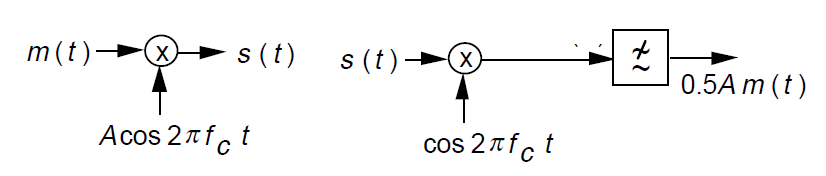 m(t) x s(t)
A cos 2πf_c t
s(t) x
cos 2πf_c t
0.5A m(t)